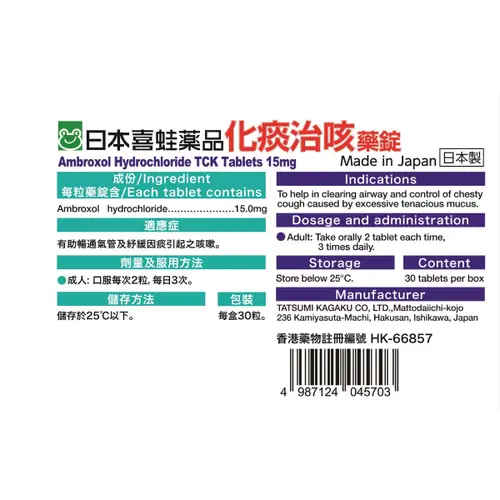 日本喜蛙薬品化痰治咳藥錠
Ambroxol Hydrochloride TCK Tablets 15mg
Made in Japan 日本製
成份/Ingredient
每粒藥錠含/Each tablet contains
Ambroxol hydrochloride.....................15.0mg
適應症
有助暢通氣管及紓緩因痰引起之咳嗽。
劑量及服用方法
●成人: 口服每次2粒, 每日3次。
儲存方法
儲存於25℃以下。
包裝
每盒30粒。
Indications
To help in clearing airway and control of chesty
cough caused by excessive tenacious mucus.
Dosage and administration
●Adult: Take orally 2 tablet each time,
3 times daily.
Storage
Store below 25°C.
Content
30 tablets per box
Manufacturer
TATSUMI KAGAKU CO, LTD.,Mattodaiichi-kojo
236 Kamiyasuta-Machi, Hakusan, Ishikawa, Japan
香港藥物註冊編號 HK-66857
4 987124 045703